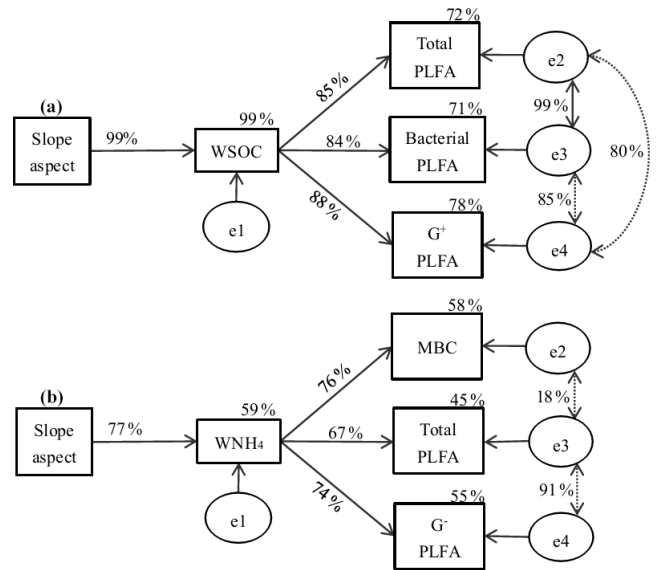 72%
Total
PLFA
e2
(a)
85%
99%
Slope
aspect
99%
99%
WSOC
84%
71%
Bacterial
PLFA
e3
80%
88%
85%
e1
78%
G⁺
PLFA
e4
58%
MBC
e2
(b)
76%
18%
Slope
aspect
77%
59%
WNH₄
67%
45%
Total
PLFA
e3
74%
91%
e1
55%
G⁻
PLFA
e4